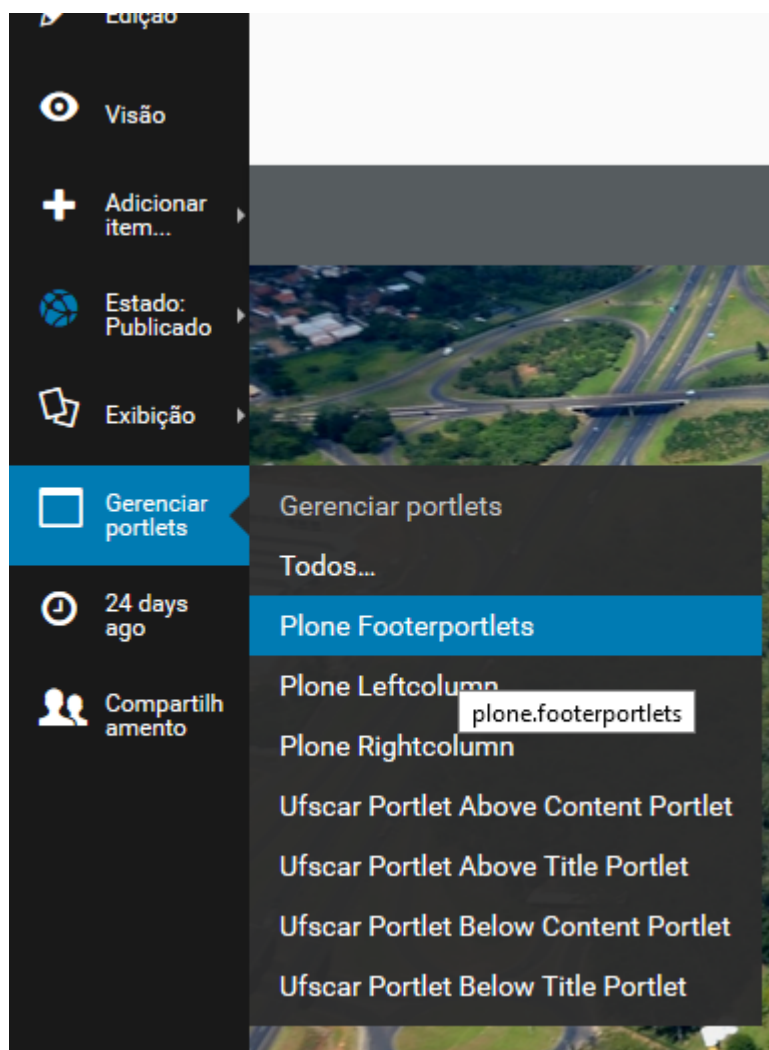 Edição
Visão
Adicionar
item...
Estado:
Publicado
Exibição
Gerenciar
portlets
24 days
ago
Compartilh
amento
Gerenciar portlets
Todos...
Plone Footerportlets
Plone Leftcolumn
plone.footerportlets
Plone Rightcolumn
Ufscar Portlet Above Content Portlet
Ufscar Portlet Above Title Portlet
Ufscar Portlet Below Content Portlet
Ufscar Portlet Below Title Portlet